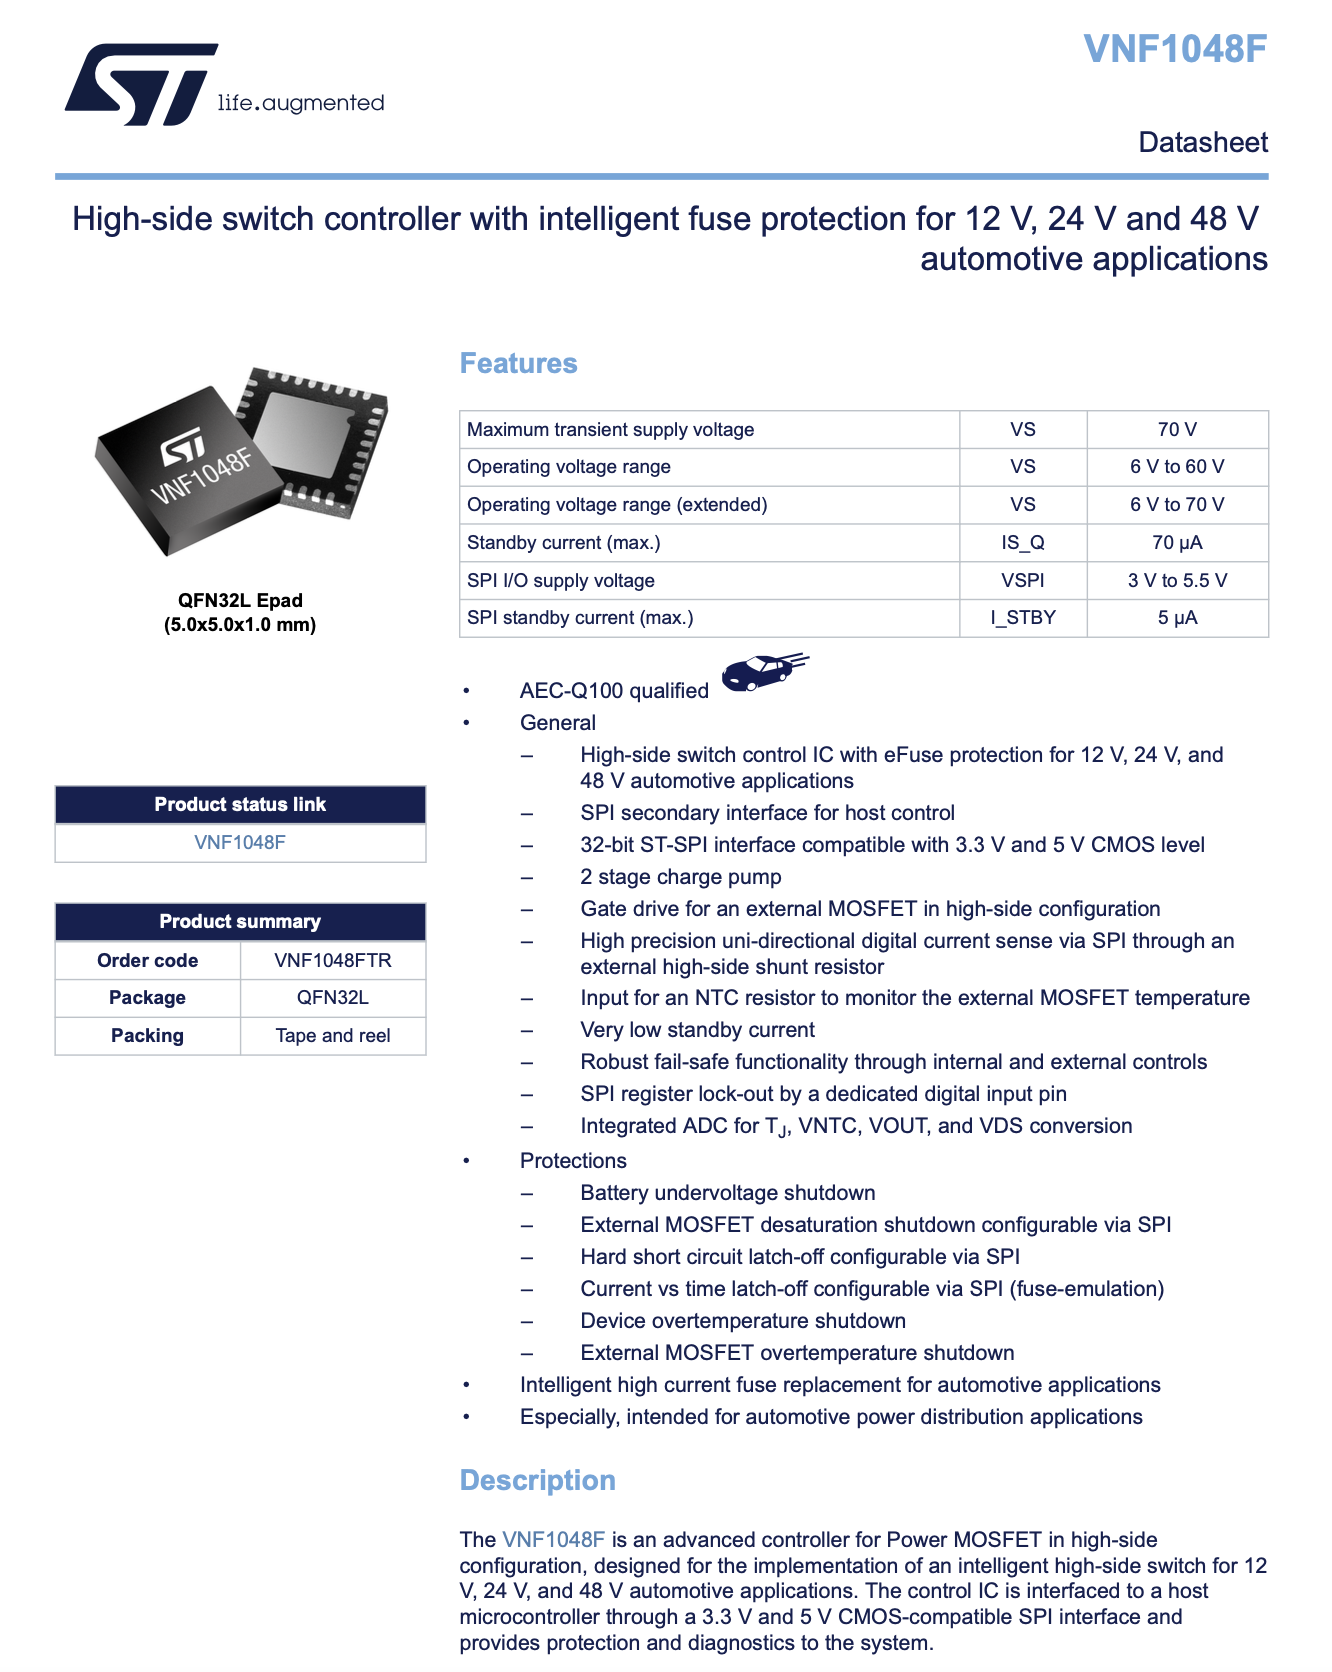 ST
life.augmented
VNF1048F
Datasheet
High-side switch controller with intelligent fuse protection for 12 V, 24 V and 48 V
automotive applications
ST
VNF1048F
QFN32L Epad
(5.0x5.0x1.0 mm)
Product status link
VNF1048F
Product summary
Order code VNF1048FTR
Package QFN32L
Packing Tape and reel
Features
Maximum transient supply voltage VS 70 V
Operating voltage range VS 6 V to 60 V
Operating voltage range (extended) VS 6 V to 70 V
Standby current (max.) IS_Q 70 µA
SPI I/O supply voltage VSPI 3 V to 5.5 V
SPI standby current (max.) I_STBY 5 µA
• AEC-Q100 qualified
• General
– High-side switch control IC with eFuse protection for 12 V, 24 V, and
48 V automotive applications
– SPI secondary interface for host control
– 32-bit ST-SPI interface compatible with 3.3 V and 5 V CMOS level
– 2 stage charge pump
– Gate drive for an external MOSFET in high-side configuration
– High precision uni-directional digital current sense via SPI through an
external high-side shunt resistor
– Input for an NTC resistor to monitor the external MOSFET temperature
– Very low standby current
– Robust fail-safe functionality through internal and external controls
– SPI register lock-out by a dedicated digital input pin
– Integrated ADC for TJ, VNTC, VOUT, and VDS conversion
• Protections
– Battery undervoltage shutdown
– External MOSFET desaturation shutdown configurable via SPI
– Hard short circuit latch-off configurable via SPI
– Current vs time latch-off configurable via SPI (fuse-emulation)
– Device overtemperature shutdown
– External MOSFET overtemperature shutdown
• Intelligent high current fuse replacement for automotive applications
• Especially, intended for automotive power distribution applications
Description
The VNF1048F is an advanced controller for Power MOSFET in high-side
configuration, designed for the implementation of an intelligent high-side switch for 12
V, 24 V, and 48 V automotive applications. The control IC is interfaced to a host
microcontroller through a 3.3 V and 5 V CMOS-compatible SPI interface and
provides protection and diagnostics to the system.